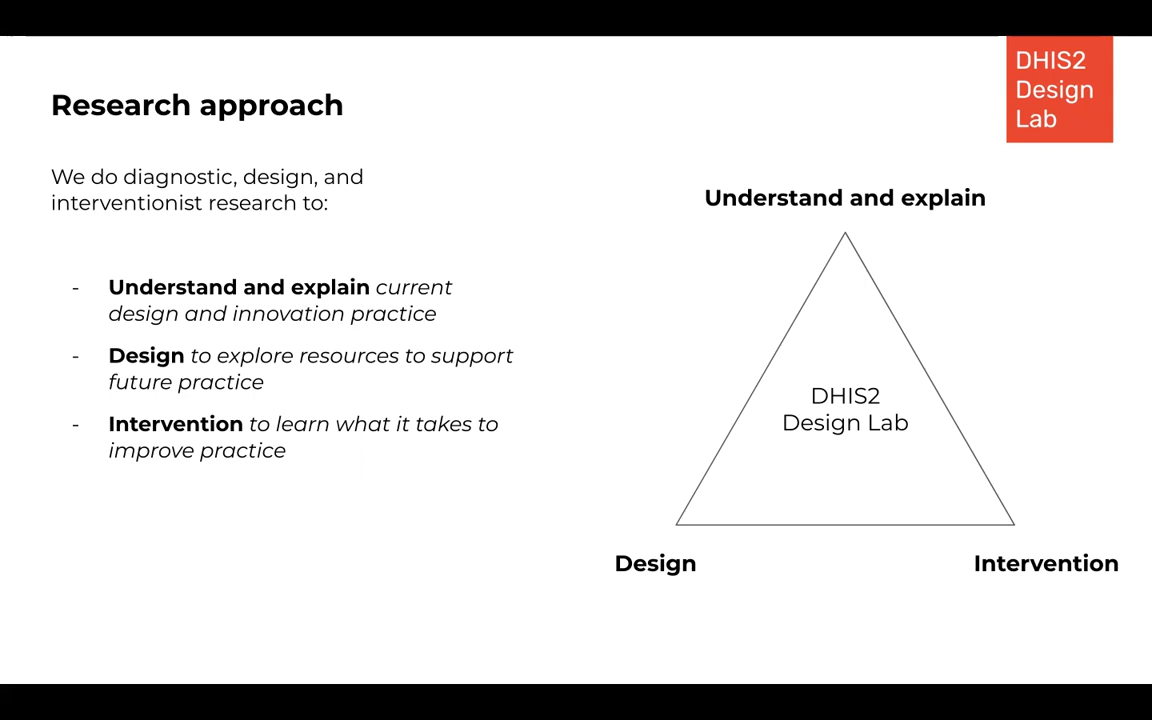 DHIS2
Design
Lab
Research approach
We do diagnostic, design, and
interventionist research to:
- Understand and explain current
design and innovation practice
- Design to explore resources to support
future practice
- Intervention to learn what it takes to
improve practice
Understand and explain
DHIS2
Design Lab
Design
Intervention